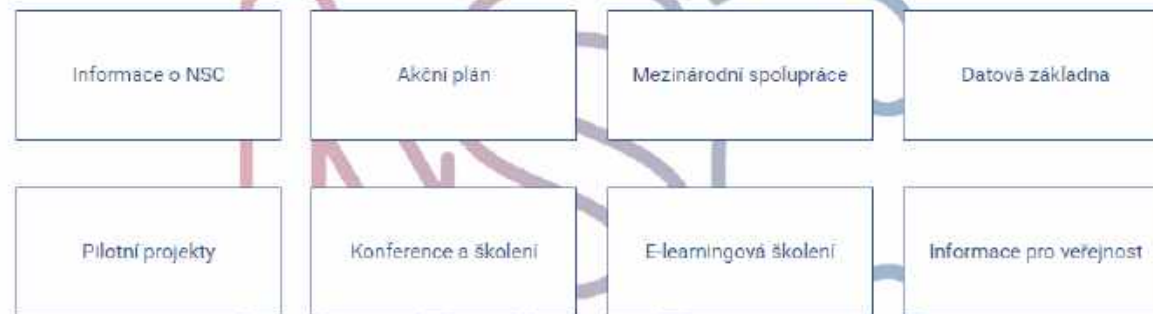 Informace o NSC
Akční plán
Mezinárodní spolupráce
Datová základna
Pilotní projekty
Konference a školení
E-learningová školení
Informace pro veřejnost